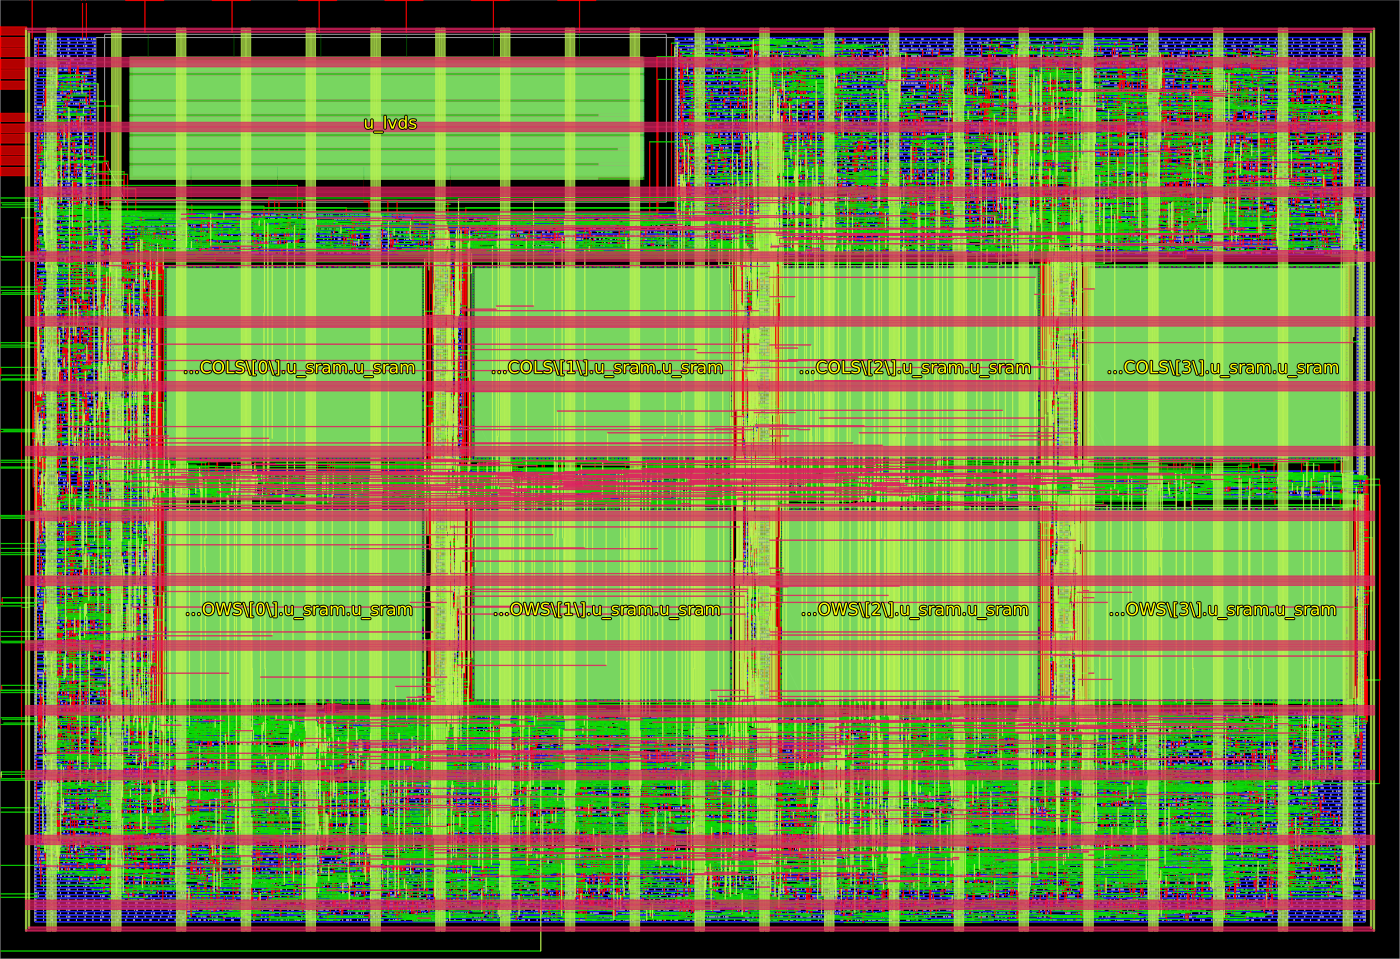 u_lvds
...COLS\[0\].u_sram.u_sram
...COLS\[1\].u_sram.u_sram
...COLS\[2\].u_sram.u_sram
...COLS\[3\].u_sram.u_sram
...OWS\[0\].u_sram.u_sram
...OWS\[1\].u_sram.u_sram
...OWS\[2\].u_sram.u_sram
...OWS\[3\].u_sram.u_sram